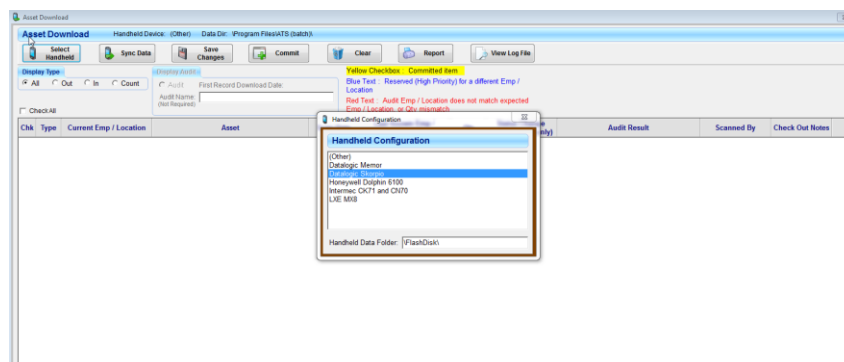 Asset Download
Asset Download Handheld Device: (Other) Data Dir: \Program Files\ATS (batch)\
Select Handheld Sync Data Save Changes Commit Clear Report View Log File
Display Type
All Out In Count
Display Audit
Audit First Record Download Date:
Audit Name:
(Not Required)
Yellow Checkbox : Committed item
Blue Text : Reserved (High Priority) for a different Emp /
Location
Red Text : Audit Emp / Location does not match expected
Emp / Location, or Qty mismatch
Check All
Chk Type Current Emp / Location Asset only) Audit Result Scanned By Check Out Notes
Handheld Configuration
Handheld Configuration
(Other)
Datalogic Memor
Datalogic Skorpio
Honeywell Dolphin 6100
Intermec CK71 and CN70
LXE MX8
Handheld Data Folder: \FlashDisk\